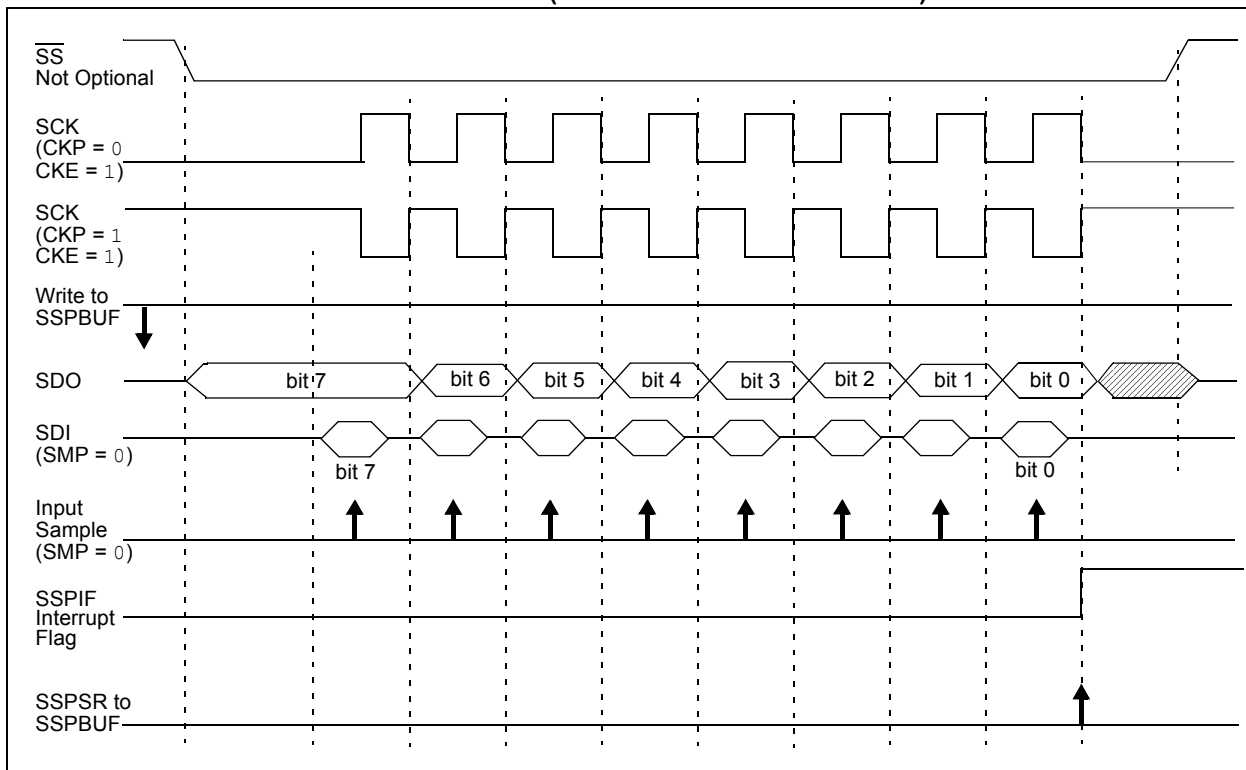 SS
Not Optional
SCK
(CKP = 0
CKE = 1)
SCK
(CKP = 1
CKE = 1)
Write to
SSPBUF
SDO bit 7 bit 6 bit 5 bit 4 bit 3 bit 2 bit 1 bit 0
SDI
(SMP = 0)
bit 7 bit 0
Input
Sample
(SMP = 0)
SSPIF
Interrupt
Flag
SSPSR to
SSPBUF